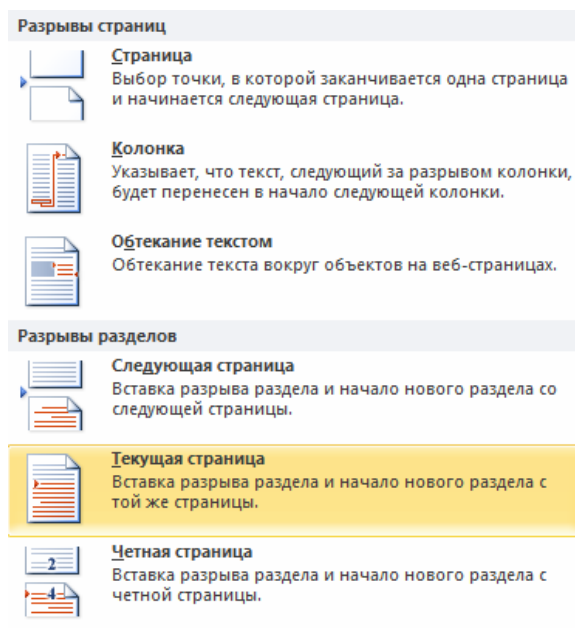 Разрывы страниц
Страница
Выбор точки, в которой заканчивается одна страница
и начинается следующая страница.
Колонка
Указывает, что текст, следующий за разрывом колонки,
будет перенесен в начало следующей колонки.
Обтекание текстом
Обтекание текста вокруг объектов на веб-страницах.
Разрывы разделов
Следующая страница
Вставка разрыва раздела и начало нового раздела со
следующей страницы.
Текущая страница
Вставка разрыва раздела и начало нового раздела с
той же страницы.
Четная страница
2
Вставка разрыва раздела и начало нового раздела с
4
четной страницы.